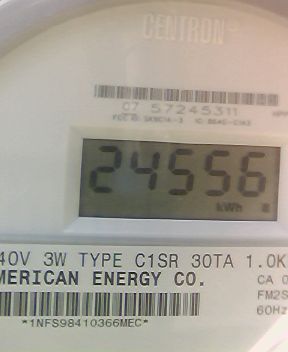 CENTRON®
07 57245311
24556
kWh
40V 3W TYPE C1SR 30TA 1.0K
MERICAN ENERGY CO.
CA 0
FM2S
60Hz
*1NFS98410366MEC*